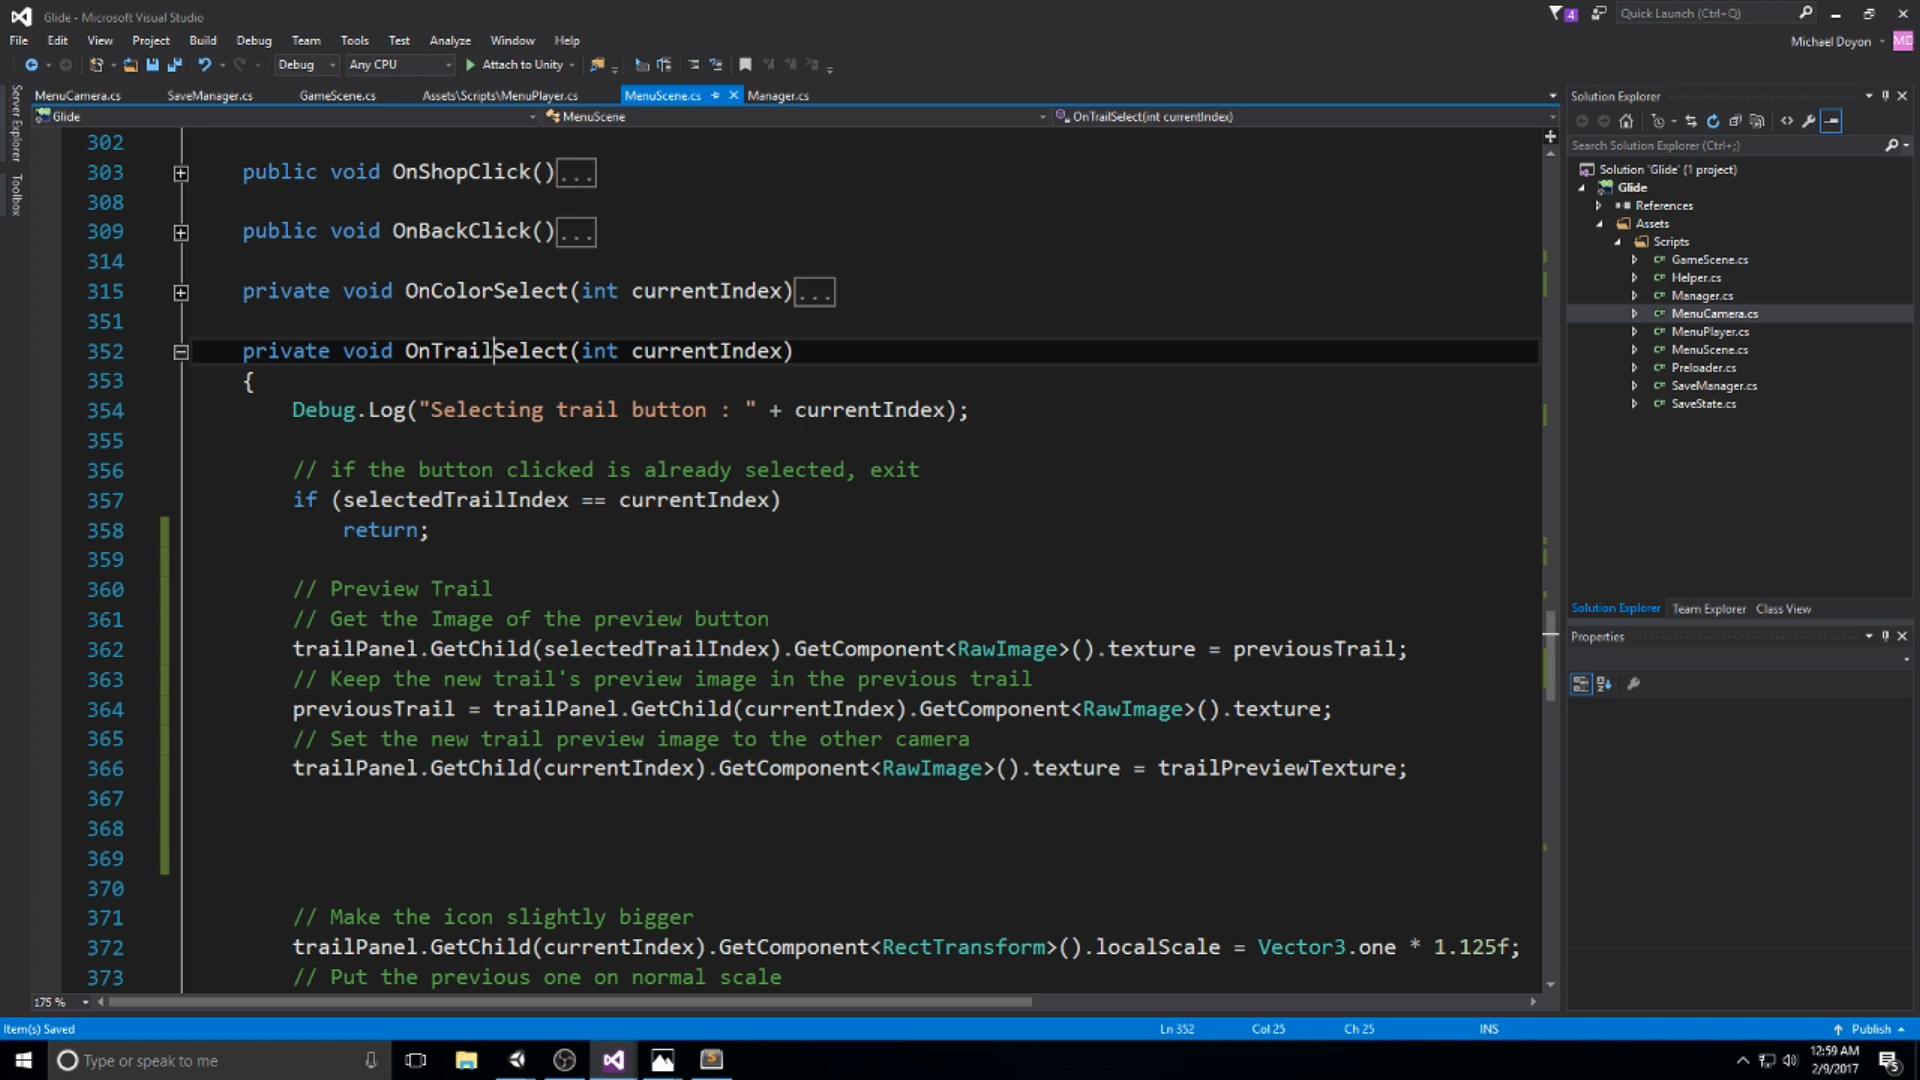 Glide - Microsoft Visual Studio
4
Quick Launch (Ctrl+Q)
File Edit View Project Build Debug Team Tools Test Analyze Window Help
Michael Doyon
MD
Debug Any CPU Attach to Unity
Server Explorer
Toolbox
MenuCamera.cs SaveManager.cs GameScene.cs Assets\Scripts\MenuPlayer.cs MenuScene.cs Manager.cs
Glide MenuScene OnTrailSelect(int currentIndex)
302
303 public void OnShopClick()...
308
309 public void OnBackClick()...
314
315 private void OnColorSelect(int currentIndex)...
351
352 private void OnTrailSelect(int currentIndex)
353 {
354 Debug.Log("Selecting trail button : " + currentIndex);
355
356 // if the button clicked is already selected, exit
357 if (selectedTrailIndex == currentIndex)
358 return;
359
360 // Preview Trail
361 // Get the Image of the preview button
362 trailPanel.GetChild(selectedTrailIndex).GetComponent<RawImage>().texture = previousTrail;
363 // Keep the new trail's preview image in the previous trail
364 previousTrail = trailPanel.GetChild(currentIndex).GetComponent<RawImage>().texture;
365 // Set the new trail preview image to the other camera
366 trailPanel.GetChild(currentIndex).GetComponent<RawImage>().texture = trailPreviewTexture;
367
368
369
370
371 // Make the icon slightly bigger
372 trailPanel.GetChild(currentIndex).GetComponent<RectTransform>().localScale = Vector3.one * 1.125f;
373 // Put the previous one on normal scale
175 %
Solution Explorer
Search Solution Explorer (Ctrl+;)
Solution 'Glide' (1 project)
Glide
References
Assets
Scripts
GameScene.cs
Helper.cs
Manager.cs
MenuCamera.cs
MenuPlayer.cs
MenuScene.cs
Preloader.cs
SaveManager.cs
SaveState.cs
Solution Explorer Team Explorer Class View
Properties
Item(s) Saved
Ln 352 Col 25 Ch 25 INS
Publish
Type or speak to me
12:59 AM
2/9/2017
5